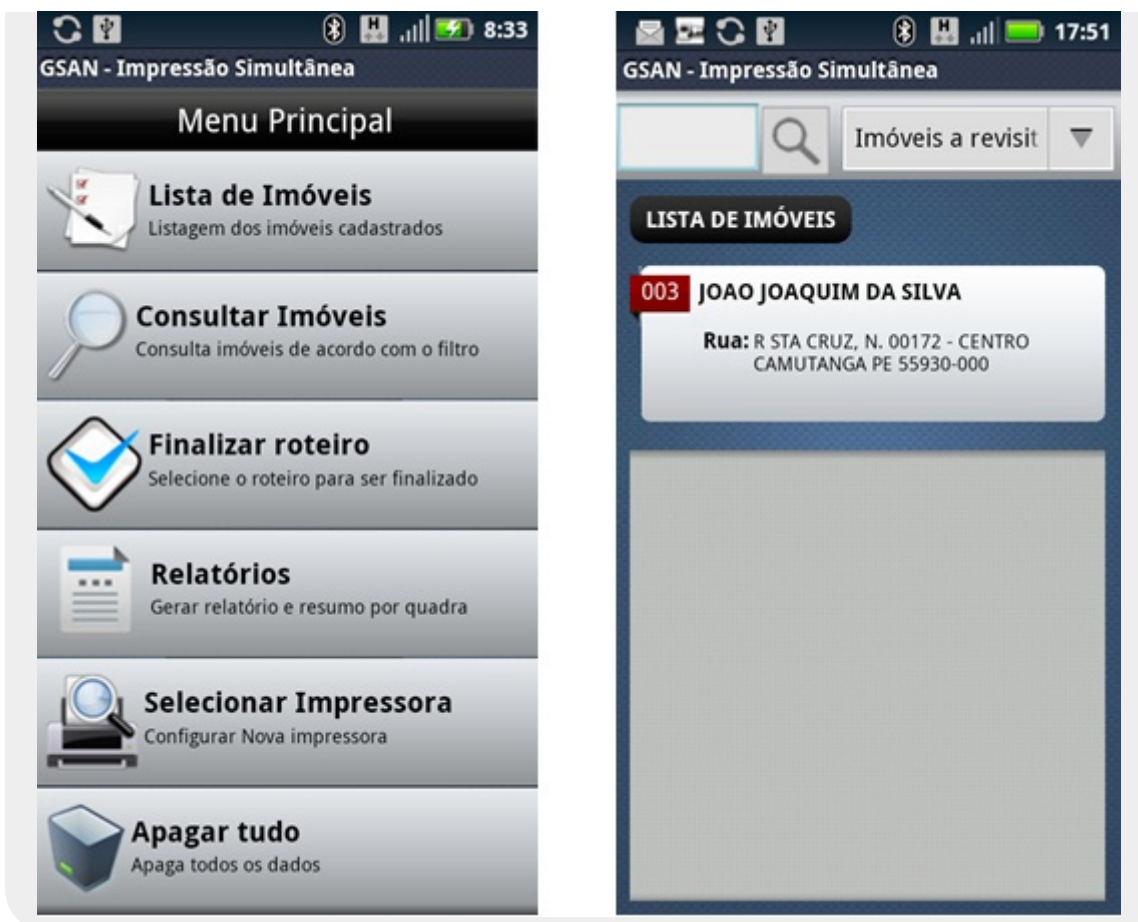 8:33
GSAN - Impressão Simultânea
Menu Principal
Lista de Imóveis
Listagem dos imóveis cadastrados
Consultar Imóveis
Consulta imóveis de acordo com o filtro
Finalizar roteiro
Selecione o roteiro para ser finalizado
Relatórios
Gerar relatório e resumo por quadra
Selecionar Impressora
Configurar Nova impressora
Apagar tudo
Apaga todos os dados
17:51
GSAN - Impressão Simultânea
Imóveis a revisit
LISTA DE IMÓVEIS
003 JOAO JOAQUIM DA SILVA
Rua: R STA CRUZ, N. 00172 - CENTRO
CAMUTANGA PE 55930-000